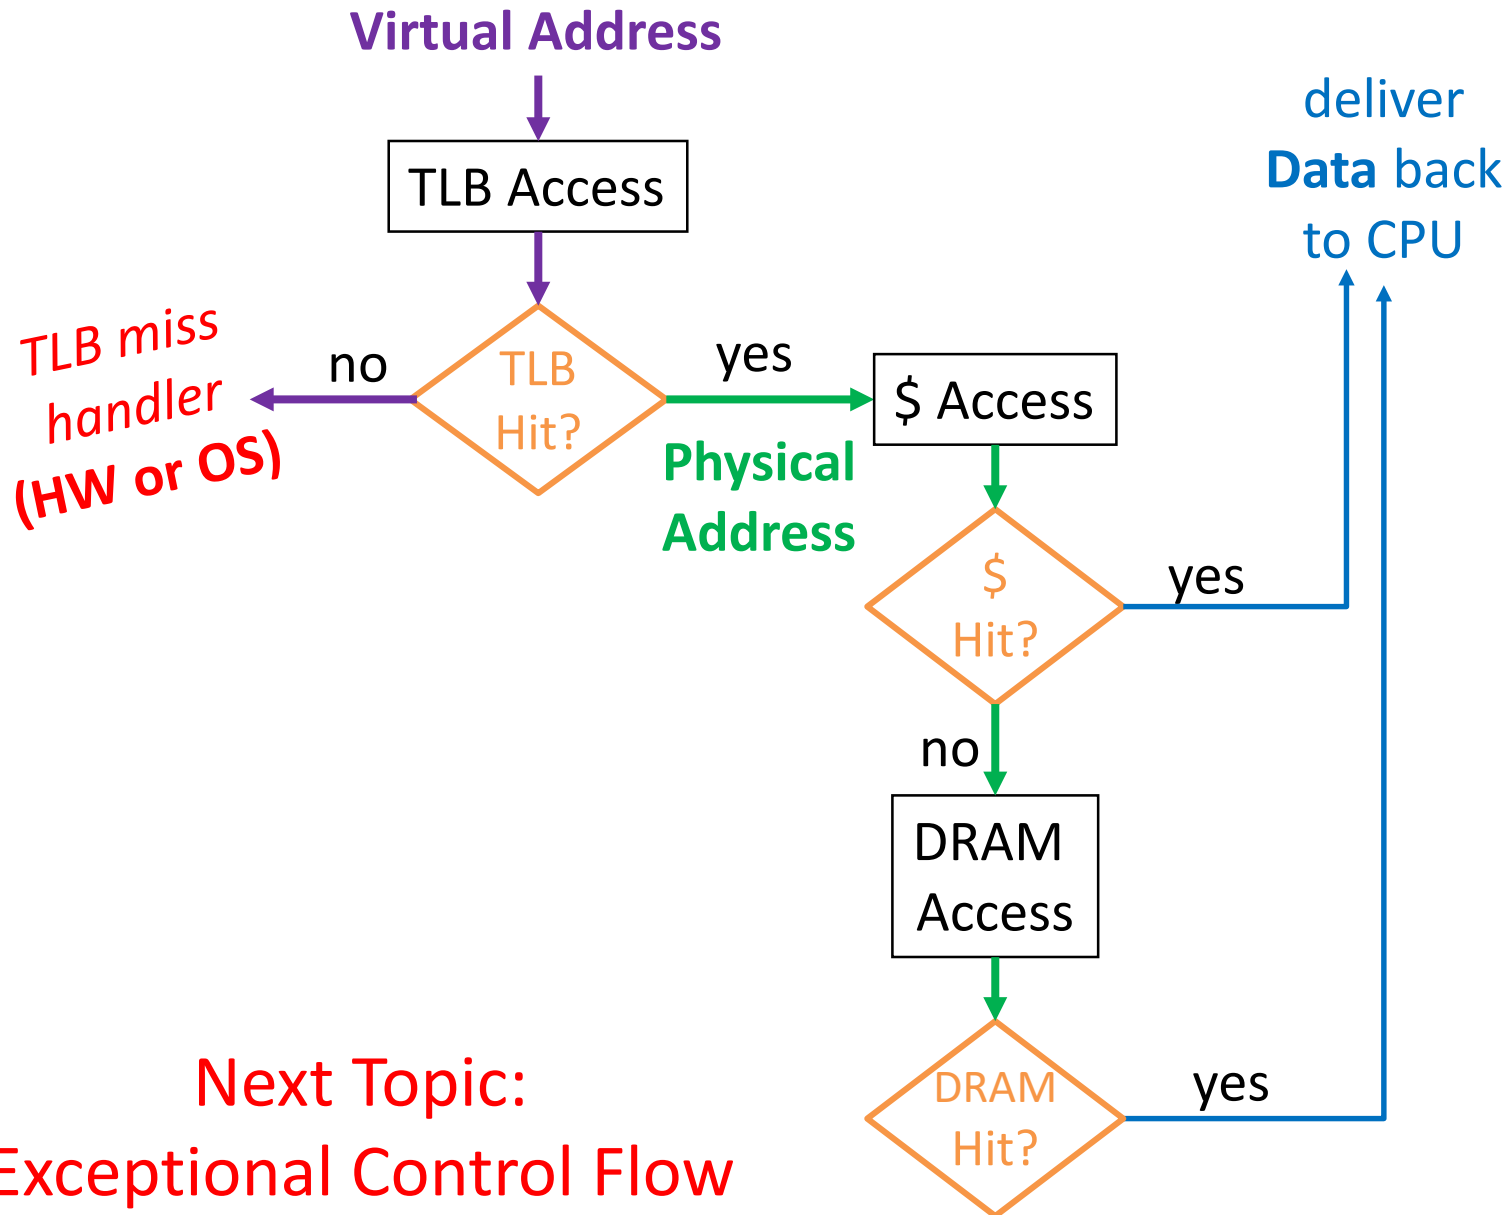 Virtual Address
deliver
Data back
to CPU
TLB Access
TLB miss
handler
(HW or OS)
no
TLB
Hit?
yes
$ Access
Physical
Address
$
Hit?
yes
no
DRAM
Access
DRAM
Hit?
yes
Next Topic:
Exceptional Control Flow